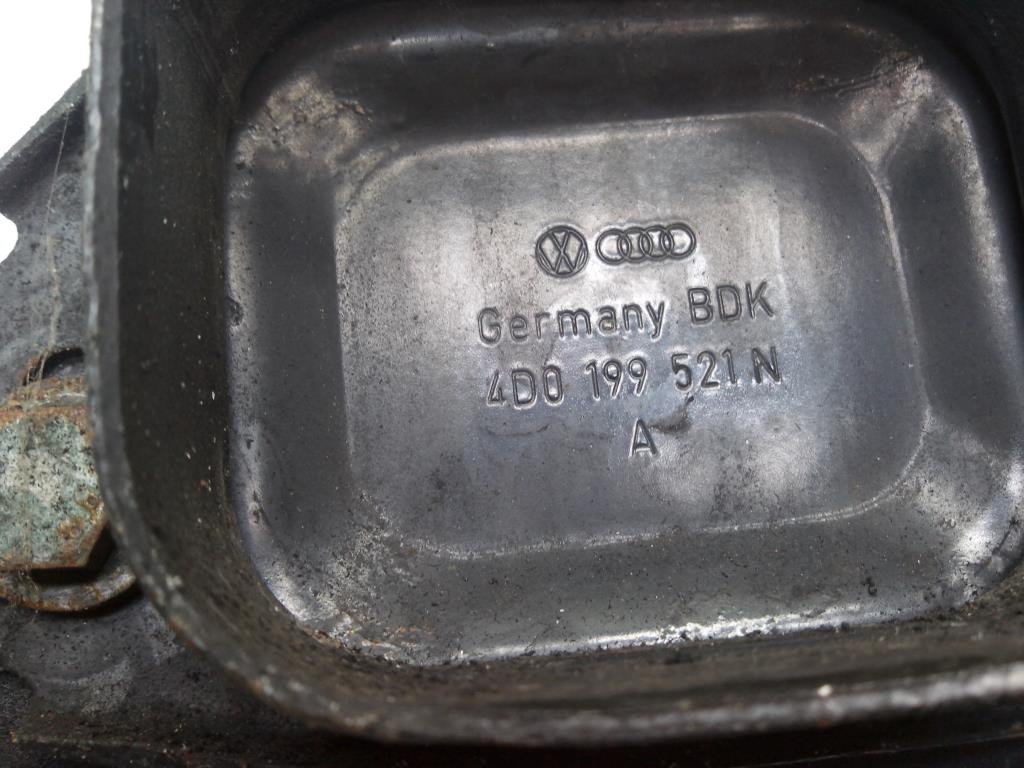 Germany BDK
4D0 199 521 N
A